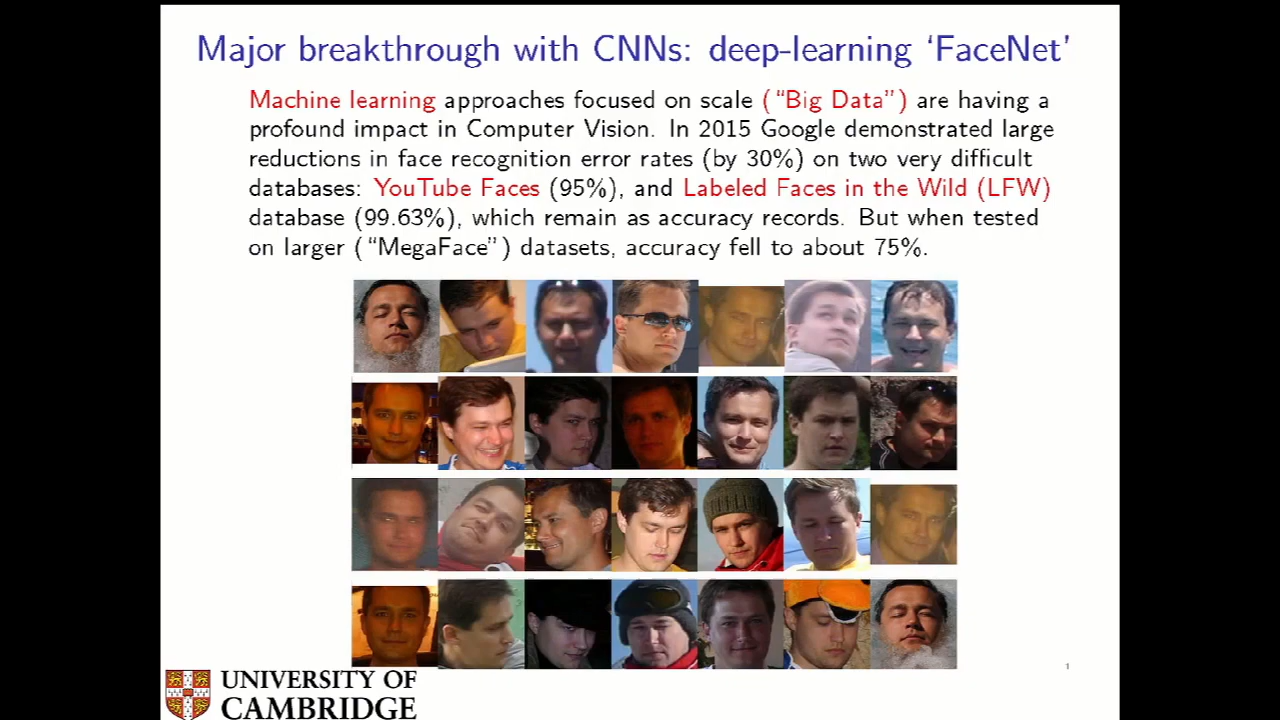 Major breakthrough with CNNs: deep-learning ‘FaceNet’
Machine learning approaches focused on scale (“Big Data”) are having a
profound impact in Computer Vision. In 2015 Google demonstrated large
reductions in face recognition error rates (by 30%) on two very difficult
databases: YouTube Faces (95%), and Labeled Faces in the Wild (LFW)
database (99.63%), which remain as accuracy records. But when tested
on larger (“MegaFace”) datasets, accuracy fell to about 75%.
1
UNIVERSITY OF
CAMBRIDGE